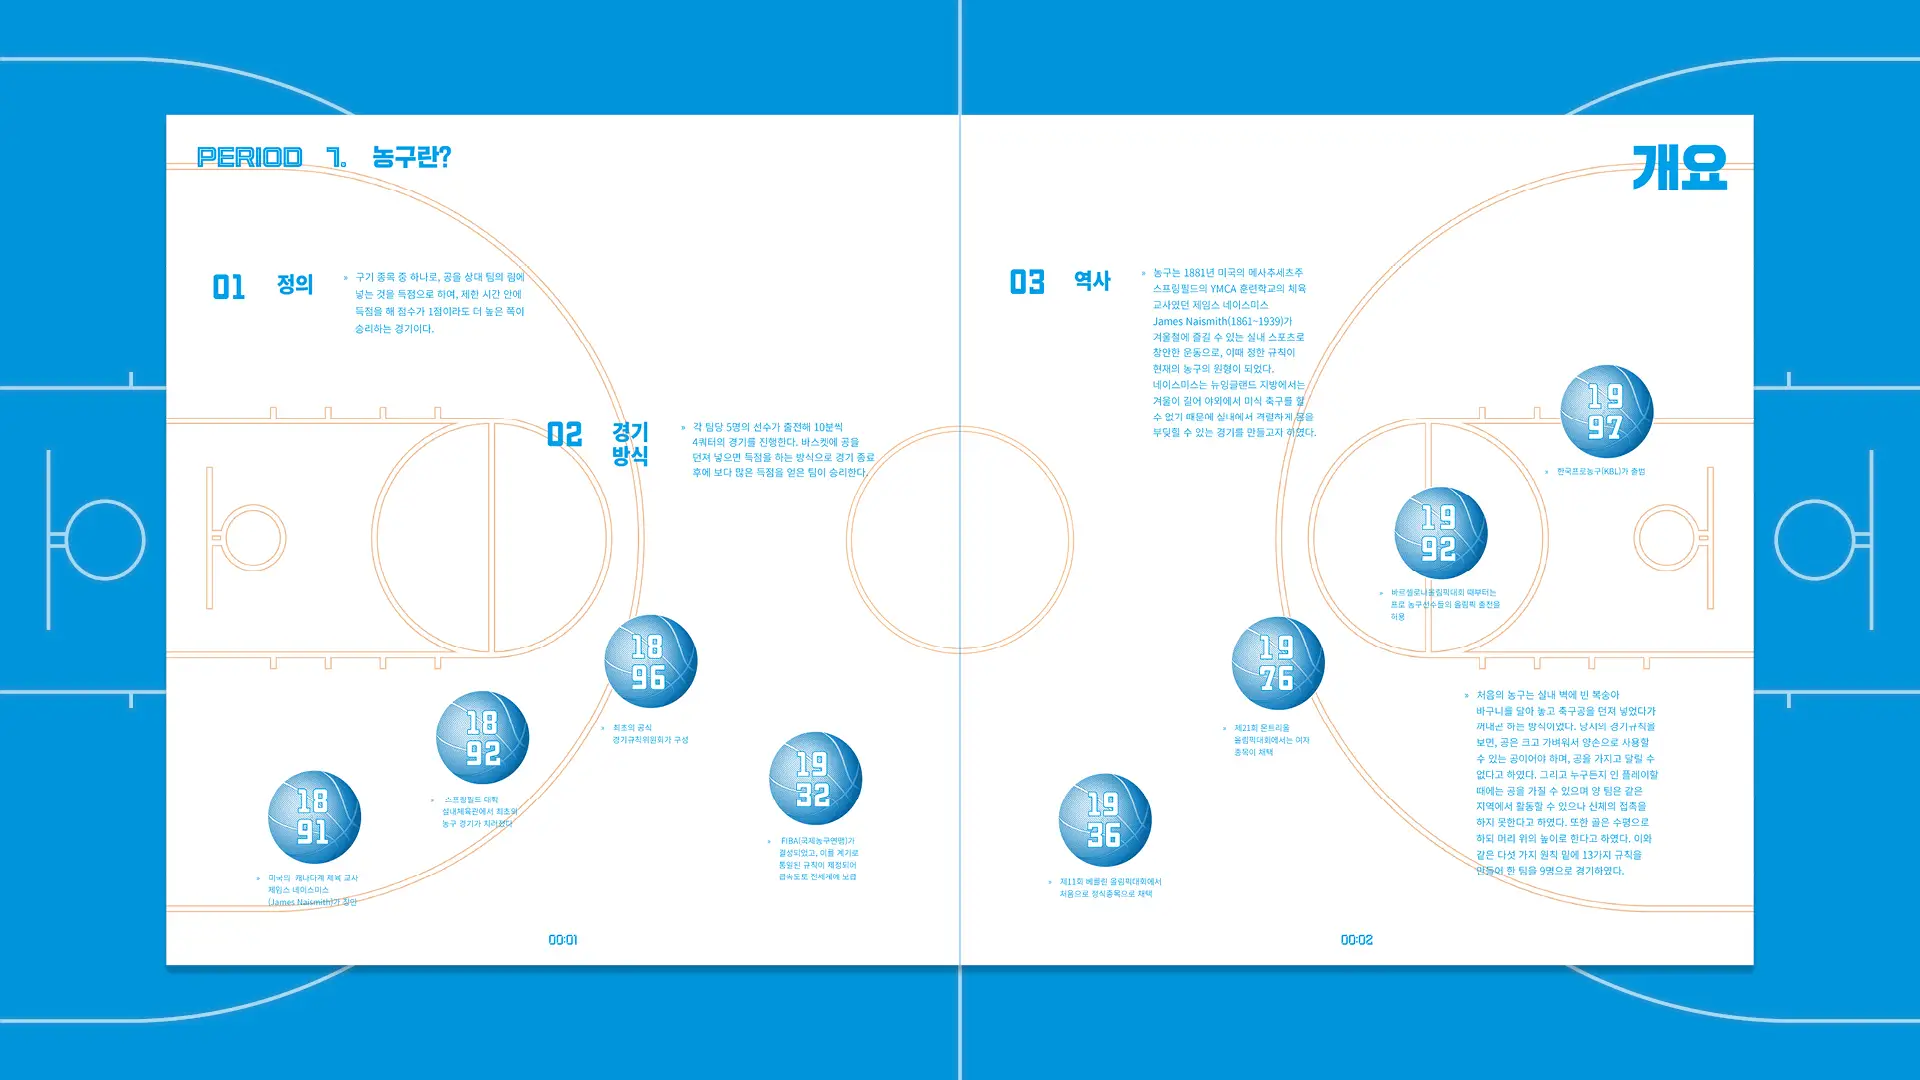 PERIOD 1. 농구란?
개요
01 정의
» 구기 종목 중 하나로, 공을 상대 팀의 림에
넣는 것을 득점으로 하여, 제한 시간 안에
득점을 해 점수가 1점이라도 더 높은 쪽이
승리하는 경기이다.
02 경기
방식
» 각 팀당 5명의 선수가 출전해 10분씩
4쿼터의 경기를 진행한다. 바스켓에 공을
던져 넣으면 득점을 하는 방식으로 경기 종료
후에 보다 많은 득점을 얻은 팀이 승리한다.
18
91
» 미국의 캐나다계 체육 교사
제임스 네이스미스
(James Naismith)가 창안
18
92
» 스프링필드 대학
실내체육관에서 최초의
농구 경기가 치러졌다
18
96
» 최초의 공식
경기규칙위원회가 구성
19
32
» FIBA(국제농구연맹)가
결성되었고, 이를 계기로
통일된 규칙이 제정되어
급속도로 전세계에 보급
00:01
03 역사
» 농구는 1881년 미국의 메사추세츠주
스프링필드의 YMCA 훈련학교의 체육
교사였던 제임스 네이스미스
James Naismith(1861~1939)가
겨울철에 즐길 수 있는 실내 스포츠로
창안한 운동으로, 이때 정한 규칙이
현재의 농구의 원형이 되었다.
네이스미스는 뉴잉글랜드 지방에서는
겨울이 길어 야외에서 미식 축구를 할
수 없기 때문에 실내에서 격렬하게 몸을
부딪힐 수 있는 경기를 만들고자 하였다.
19
36
» 제11회 베를린 올림픽대회에서
처음으로 정식종목으로 채택
19
76
» 제21회 몬트리올
올림픽대회에서는 여자
종목이 채택
19
92
» 바르셀로나올림픽대회 때부터는
프로 농구선수들의 올림픽 출전을
허용
19
97
» 한국프로농구(KBL)가 출범
» 처음의 농구는 실내 벽에 빈 복숭아
바구니를 달아 놓고 축구공을 던져 넣었다가
꺼내곤 하는 방식이었다. 당시의 경기규칙을
보면, 공은 크고 가벼워서 양손으로 사용할
수 있는 공이어야 하며, 공을 가지고 달릴 수
없다고 하였다. 그리고 누구든지 인 플레이할
때에는 공을 가질 수 있으며 양 팀은 같은
지역에서 활동할 수 있으나 신체의 접촉을
하지 못한다고 하였다. 또한 골은 수평으로
하되 머리 위의 높이로 한다고 하였다. 이와
같은 다섯 가지 원칙 밑에 13가지 규칙을
만들어 한 팀을 9명으로 경기하였다.
00:02